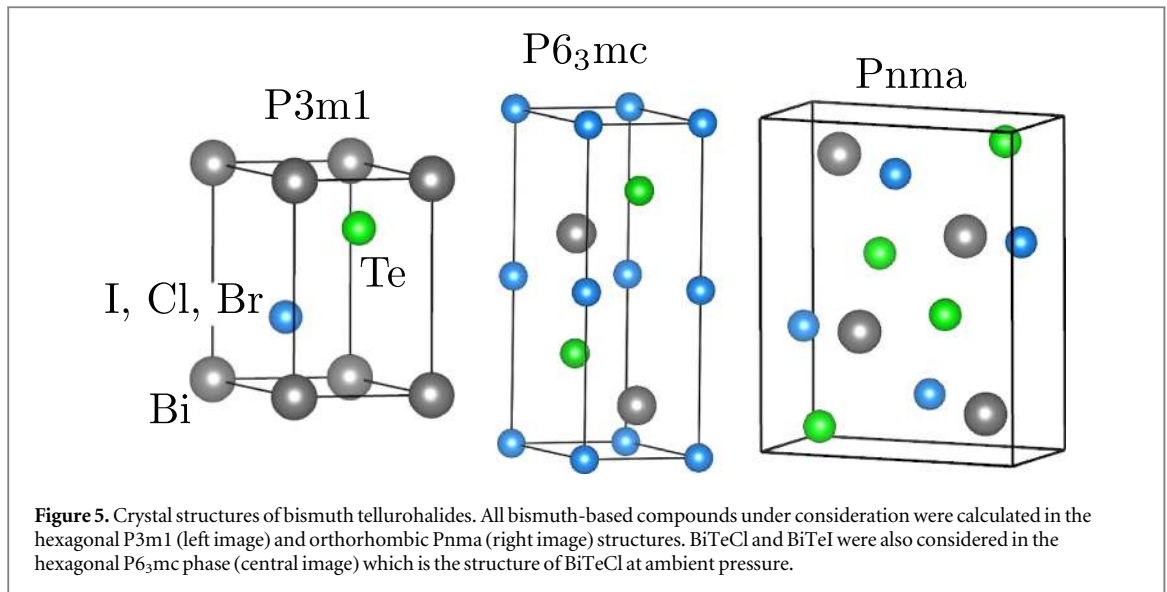 P6₃mc
Pnma
P3m1
Te
I, Cl, Br
Bi
Figure 5. Crystal structures of bismuth tellurohalides. All bismuth-based compounds under consideration were calculated in the
hexagonal P3m1 (left image) and orthorhombic Pnma (right image) structures. BiTeCl and BiTeI were also considered in the
hexagonal P6₃mc phase (central image) which is the structure of BiTeCl at ambient pressure.